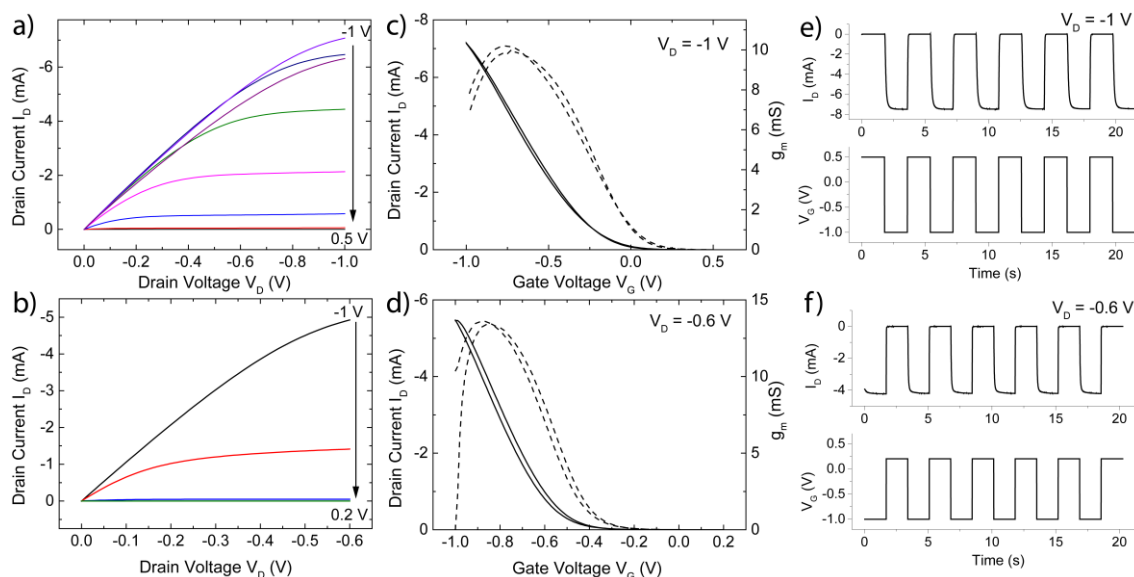 a)
-1 V
0.5 V
Drain Current I_D (mA)
-6
-4
-2
0
0.0 -0.2 -0.4 -0.6 -0.8 -1.0
Drain Voltage V_D (V)
c)
V_D = -1 V
Drain Current I_D (mA)
-8
-6
-4
-2
0
10
8
6
4
2
0
g_m (mS)
-1.0 -0.5 0.0 0.5
Gate Voltage V_G (V)
e)
V_D = -1 V
I_D (mA)
0
-2
-4
-6
-8
0 5 10 15 20
V_G (V)
0.5
0.0
-0.5
-1.0
0 5 10 15 20
Time (s)
b)
-1 V
0.2 V
Drain Current I_D (mA)
-5
-4
-3
-2
-1
0
0.0 -0.1 -0.2 -0.3 -0.4 -0.5 -0.6
Drain Voltage V_D (V)
d)
V_D = -0.6 V
Drain Current I_D (mA)
-6
-4
-2
0
15
10
5
0
g_m (mS)
-1.0 -0.8 -0.6 -0.4 -0.2 0.0 0.2
Gate Voltage V_G (V)
f)
V_D = -0.6 V
I_D (mA)
0
-2
-4
0 5 10 15 20
V_G (V)
0.0
-0.5
-1.0
0 5 10 15 20
Time (s)